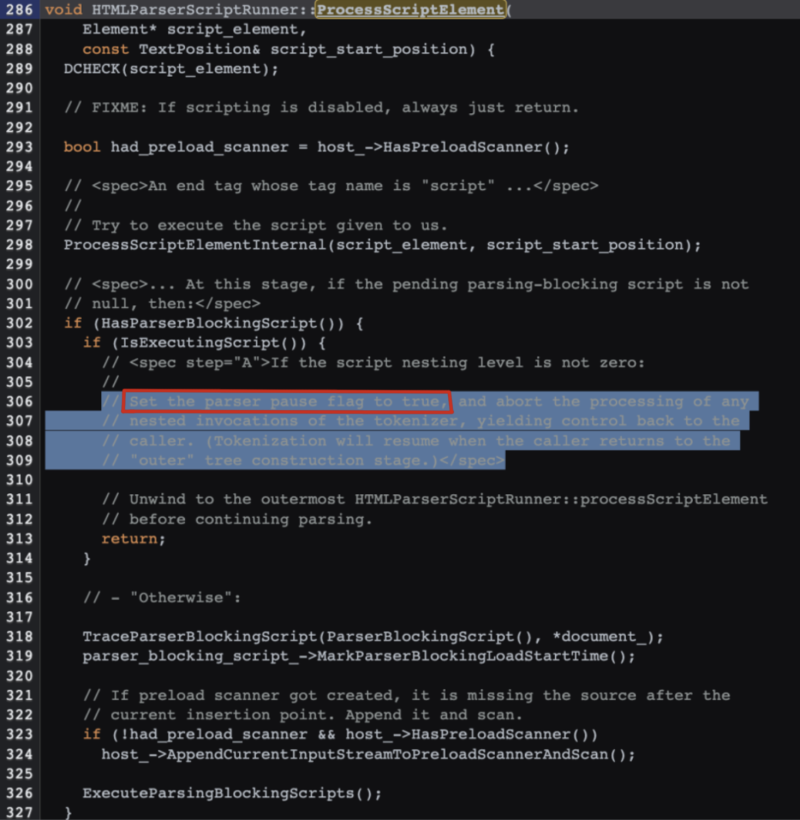 286 void HTMLParserScriptRunner::ProcessScriptElement(
287     Element* script_element,
288     const TextPosition& script_start_position) {
289   DCHECK(script_element);
290
291   // FIXME: If scripting is disabled, always just return.
292
293   bool had_preload_scanner = host_->HasPreloadScanner();
294
295   // <spec>An end tag whose tag name is "script" ...</spec>
296   //
297   // Try to execute the script given to us.
298   ProcessScriptElementInternal(script_element, script_start_position);
299
300   // <spec>... At this stage, if the pending parsing-blocking script is not
301   // null, then:</spec>
302   if (HasParserBlockingScript()) {
303     if (IsExecutingScript()) {
304       // <spec step="A">If the script nesting level is not zero:
305       //
306       // Set the parser pause flag to true, and abort the processing of any
307       // nested invocations of the tokenizer, yielding control back to the
308       // caller. (Tokenization will resume when the caller returns to the
309       // "outer" tree construction stage.)</spec>
310
311       // Unwind to the outermost HTMLParserScriptRunner::processScriptElement
312       // before continuing parsing.
313       return;
314     }
315
316     // - "Otherwise":
317
318     TraceParserBlockingScript(ParserBlockingScript(), *document_);
319     parser_blocking_script_->MarkParserBlockingLoadStartTime();
320
321     // If preload scanner got created, it is missing the source after the
322     // current insertion point. Append it and scan.
323     if (!had_preload_scanner && host_->HasPreloadScanner())
324       host_->AppendCurrentInputStreamToPreloadScannerAndScan();
325
326     ExecuteParsingBlockingScripts();
327   }